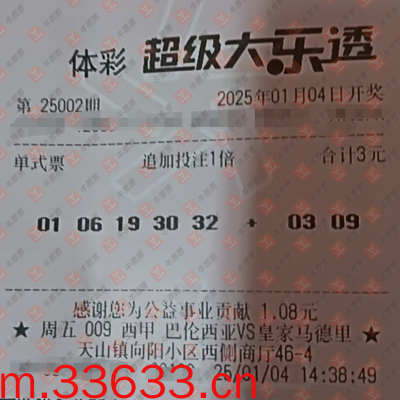 体彩 超级大乐透
第 25002期 2025年01月04日开奖
单式票 追加投注1倍 合计3元
01 06 19 30 32 + 03 09
感谢您为公益事业贡献 1.08元
★ 周五 009 西甲 巴伦西亚VS皇家马德里 ★
天山镇向阳小区西侧商厅46-4
25/01/04 14:38:49
m.33633.cn